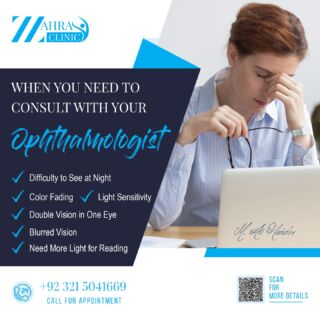 ZAHRA
CLINIC
WHEN YOU NEED TO
CONSULT WITH YOUR
Ophthalmologist
Difficulty to See at Night
Color Fading
Light Sensitivity
Double Vision in One Eye
Blurred Vision
Need More Light for Reading
+92 321 5041669
CALL FOR APPOINTMENT
SCAN
FOR
MORE DETAILS